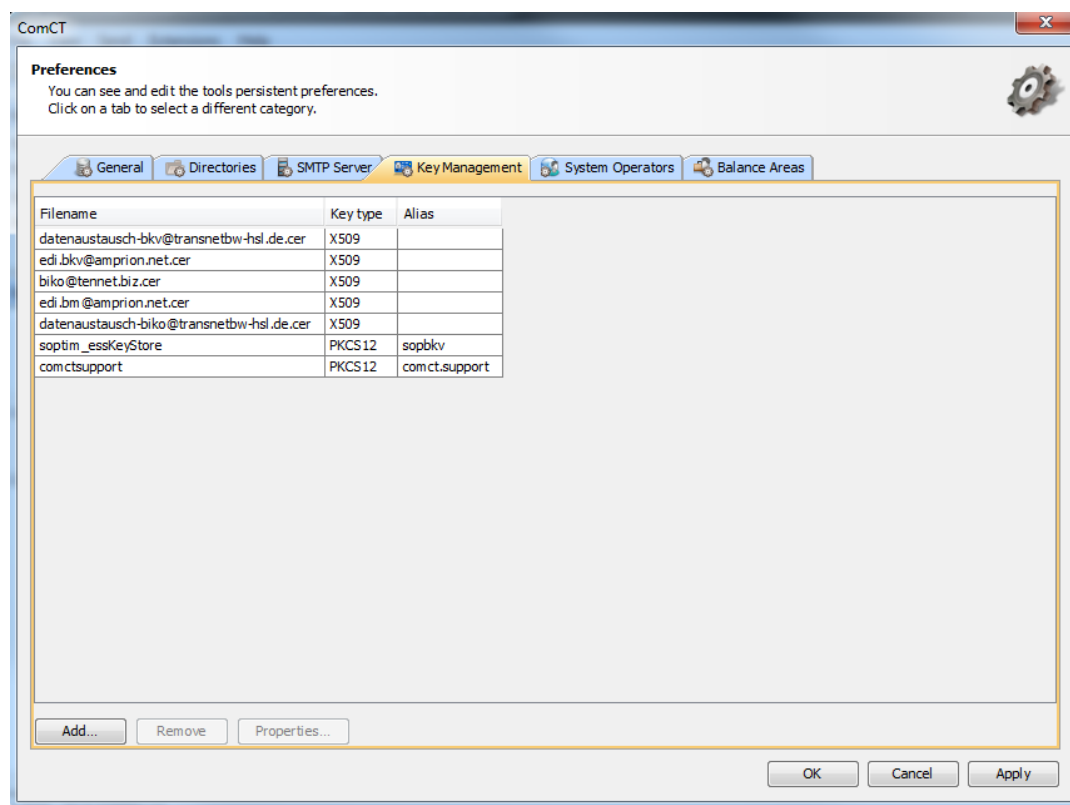 ComCT
Preferences
You can see and edit the tools persistent preferences.
Click on a tab to select a different category.
General Directories SMTP Server Key Management System Operators Balance Areas
Filename Key type Alias
datenaustausch-bkv@transnetbw-hsl.de.cer X509
edi.bkv@amprion.net.cer X509
biko@tennet.biz.cer X509
edi.bm@amprion.net.cer X509
datenaustausch-biko@transnetbw-hsl.de.cer X509
soptim_essKeyStore PKCS12 sopbkv
comctsupport PKCS12 comct.support
Add... Remove Properties...
OK Cancel Apply